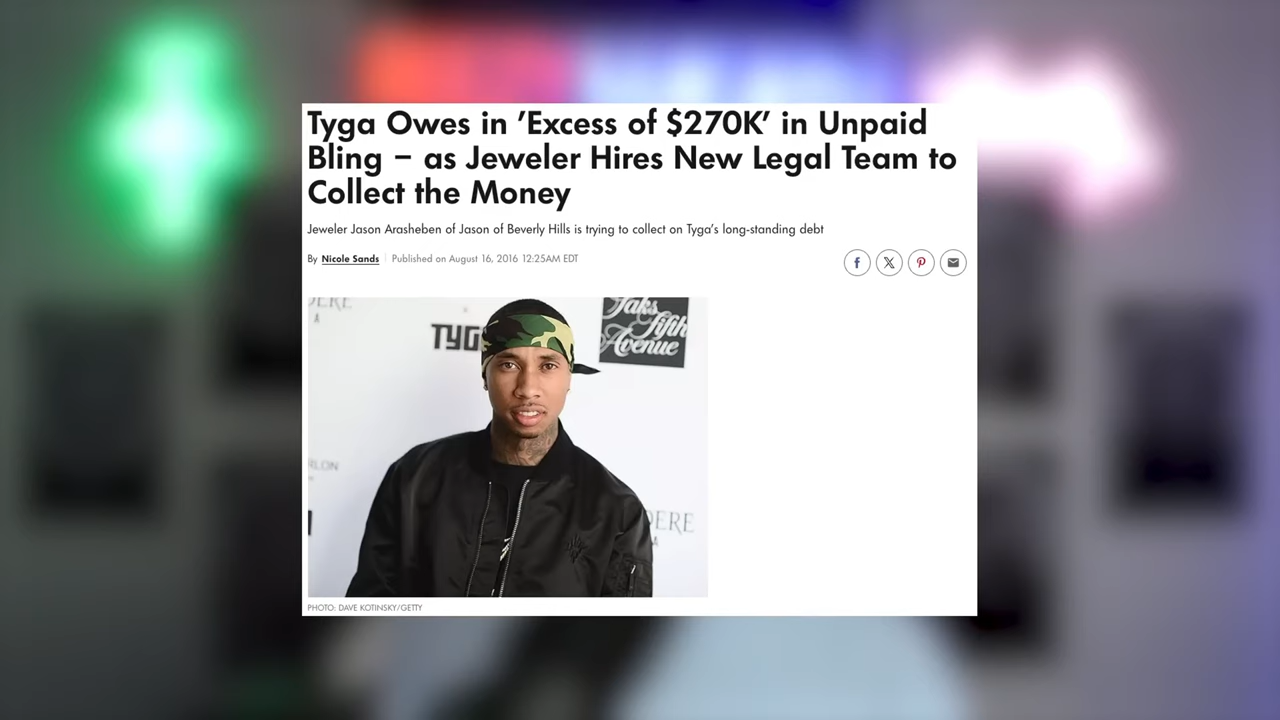 Tyga Owes in ’Excess of $270K’ in Unpaid
Bling – as Jeweler Hires New Legal Team to
Collect the Money
Jeweler Jason Arasheben of Jason of Beverly Hills is trying to collect on Tyga’s long-standing debt
By Nicole Sands Published on August 16, 2016 12:25AM EDT
TYG
Saks
Fifth
Avenue
DERE
PHOTO: DAVE KOTINSKY/GETTY